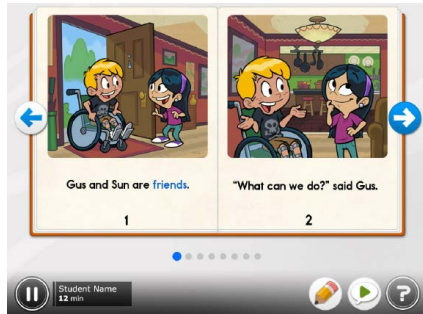 Gus and Sun are friends.
"What can we do?" said Gus.
1
2
Student Name
12 min
?